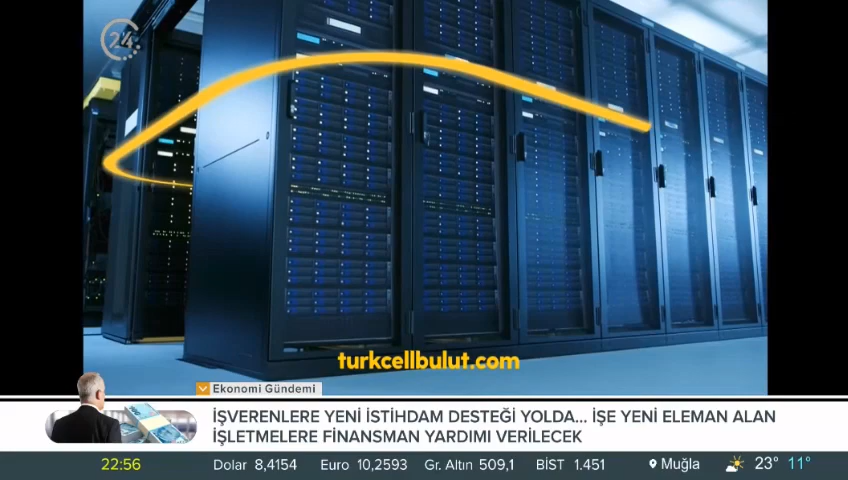 24
turkcellbulut.com
Ekonomi Gündemi
İŞVERENLERE YENİ İSTİHDAM DESTEĞİ YOLDA... İŞE YENİ ELEMAN ALAN
İŞLETMELERE FİNANSMAN YARDIMI VERİLECEK
22:56 Dolar 8,4154 Euro 10,2593 Gr. Altın 509,1 BİST 1.451 Muğla 23° 11°